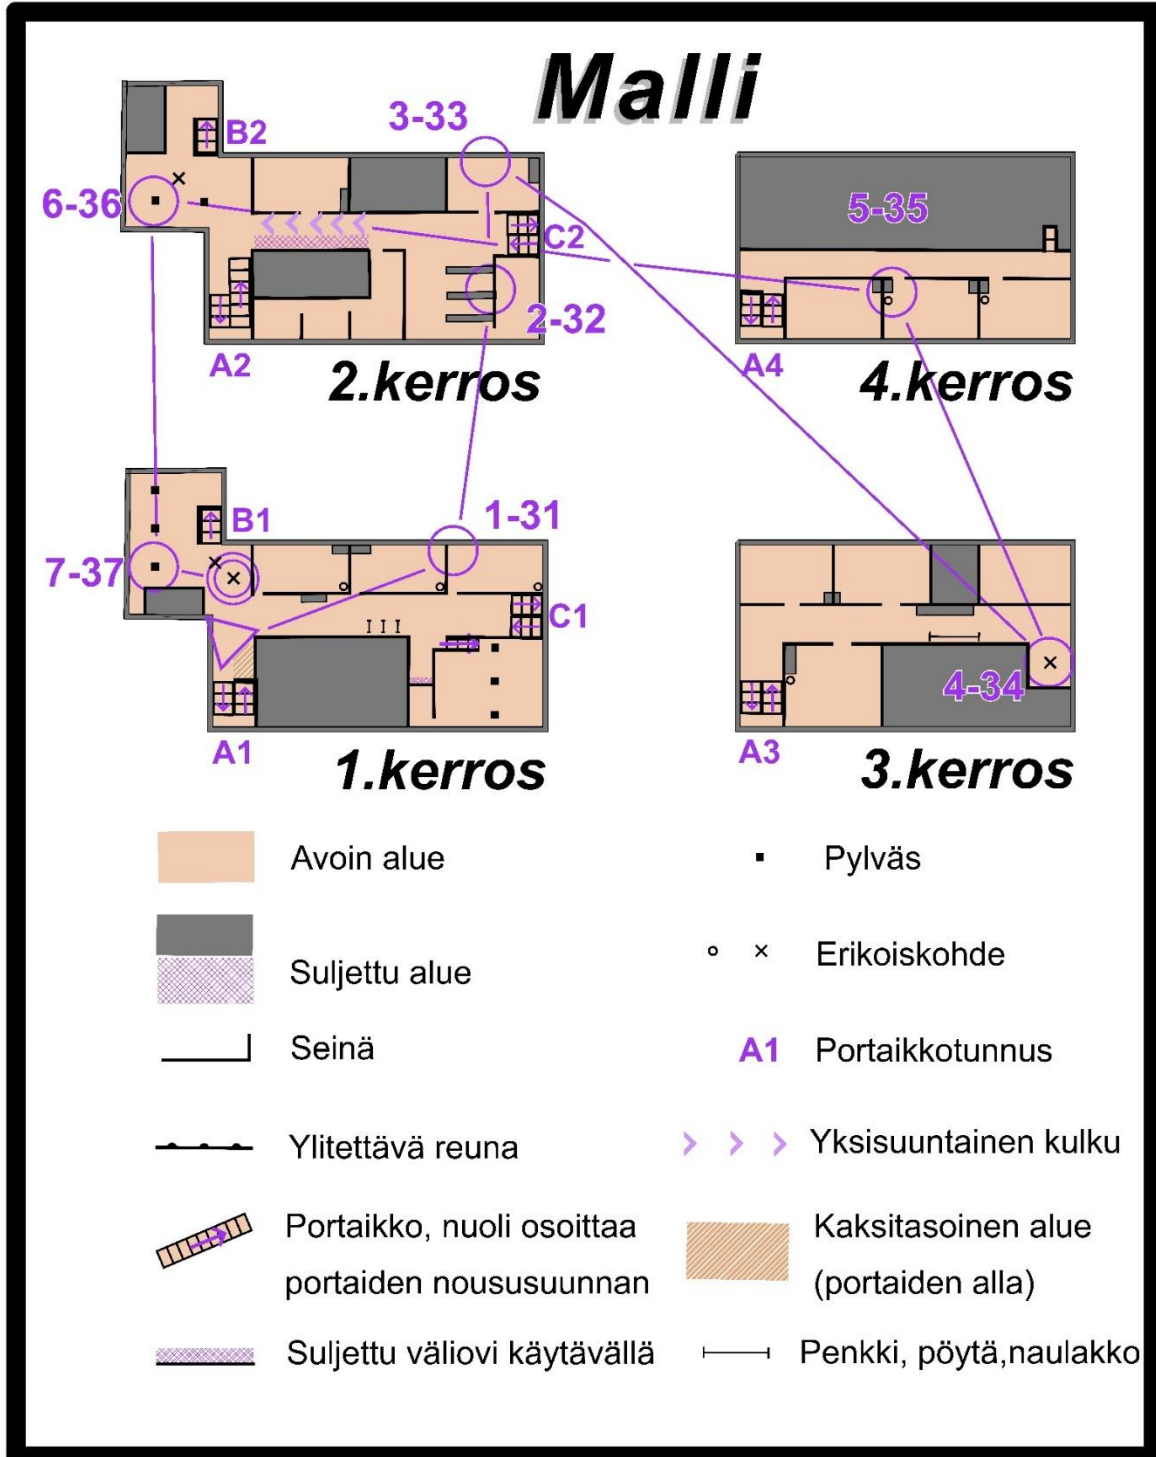 Malli
3-33
B2
6-36
5-35
C2
2-32
A2
A4
2.kerros
4.kerros
1-31
B1
7-37
C1
4-34
A1
A3
1.kerros
3.kerros
Avoin alue
Pylväs
Suljettu alue
Erikoiskohde
Seinä
A1 Portaikkotunnus
Ylitettävä reuna
Yksisuuntainen kulku
Portaikko, nuoli osoittaa
portaiden noususuunnan
Kaksitasoinen alue
(portaiden alla)
Suljettu väliovi käytävällä
Penkki, pöytä,naulakko